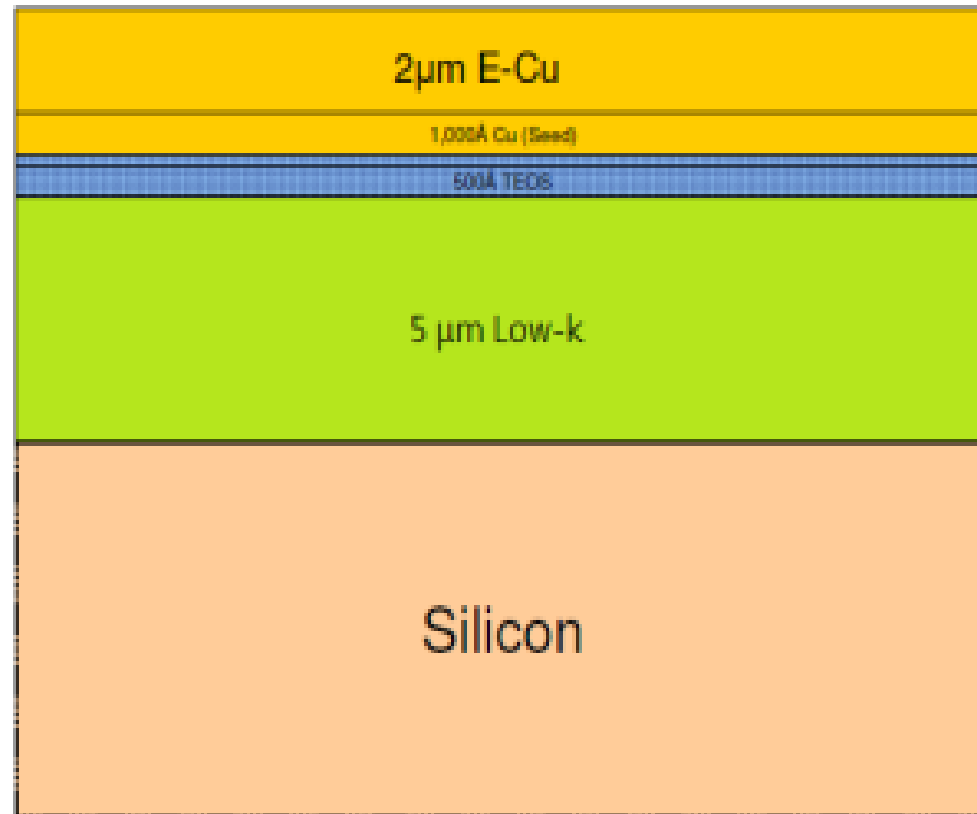 2μm E-Cu
1,000Å Cu (Seed)
500Å TEOS
5 μm Low-k
Silicon